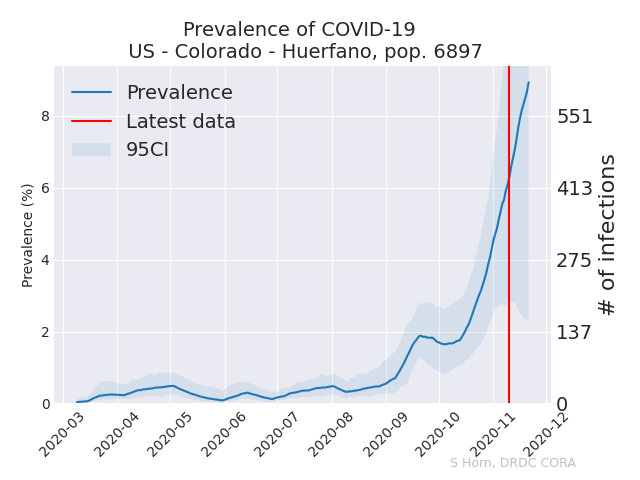 Prevalence of COVID-19
US - Colorado - Huerfano, pop. 6897
Prevalence
Latest data
95CI
Prevalence (%)
8
6
4
2
0
# of infections
551
413
275
137
0
2020-03
2020-04
2020-05
2020-06
2020-07
2020-08
2020-09
2020-10
2020-11
2020-12
S Horn, DRDC CORA